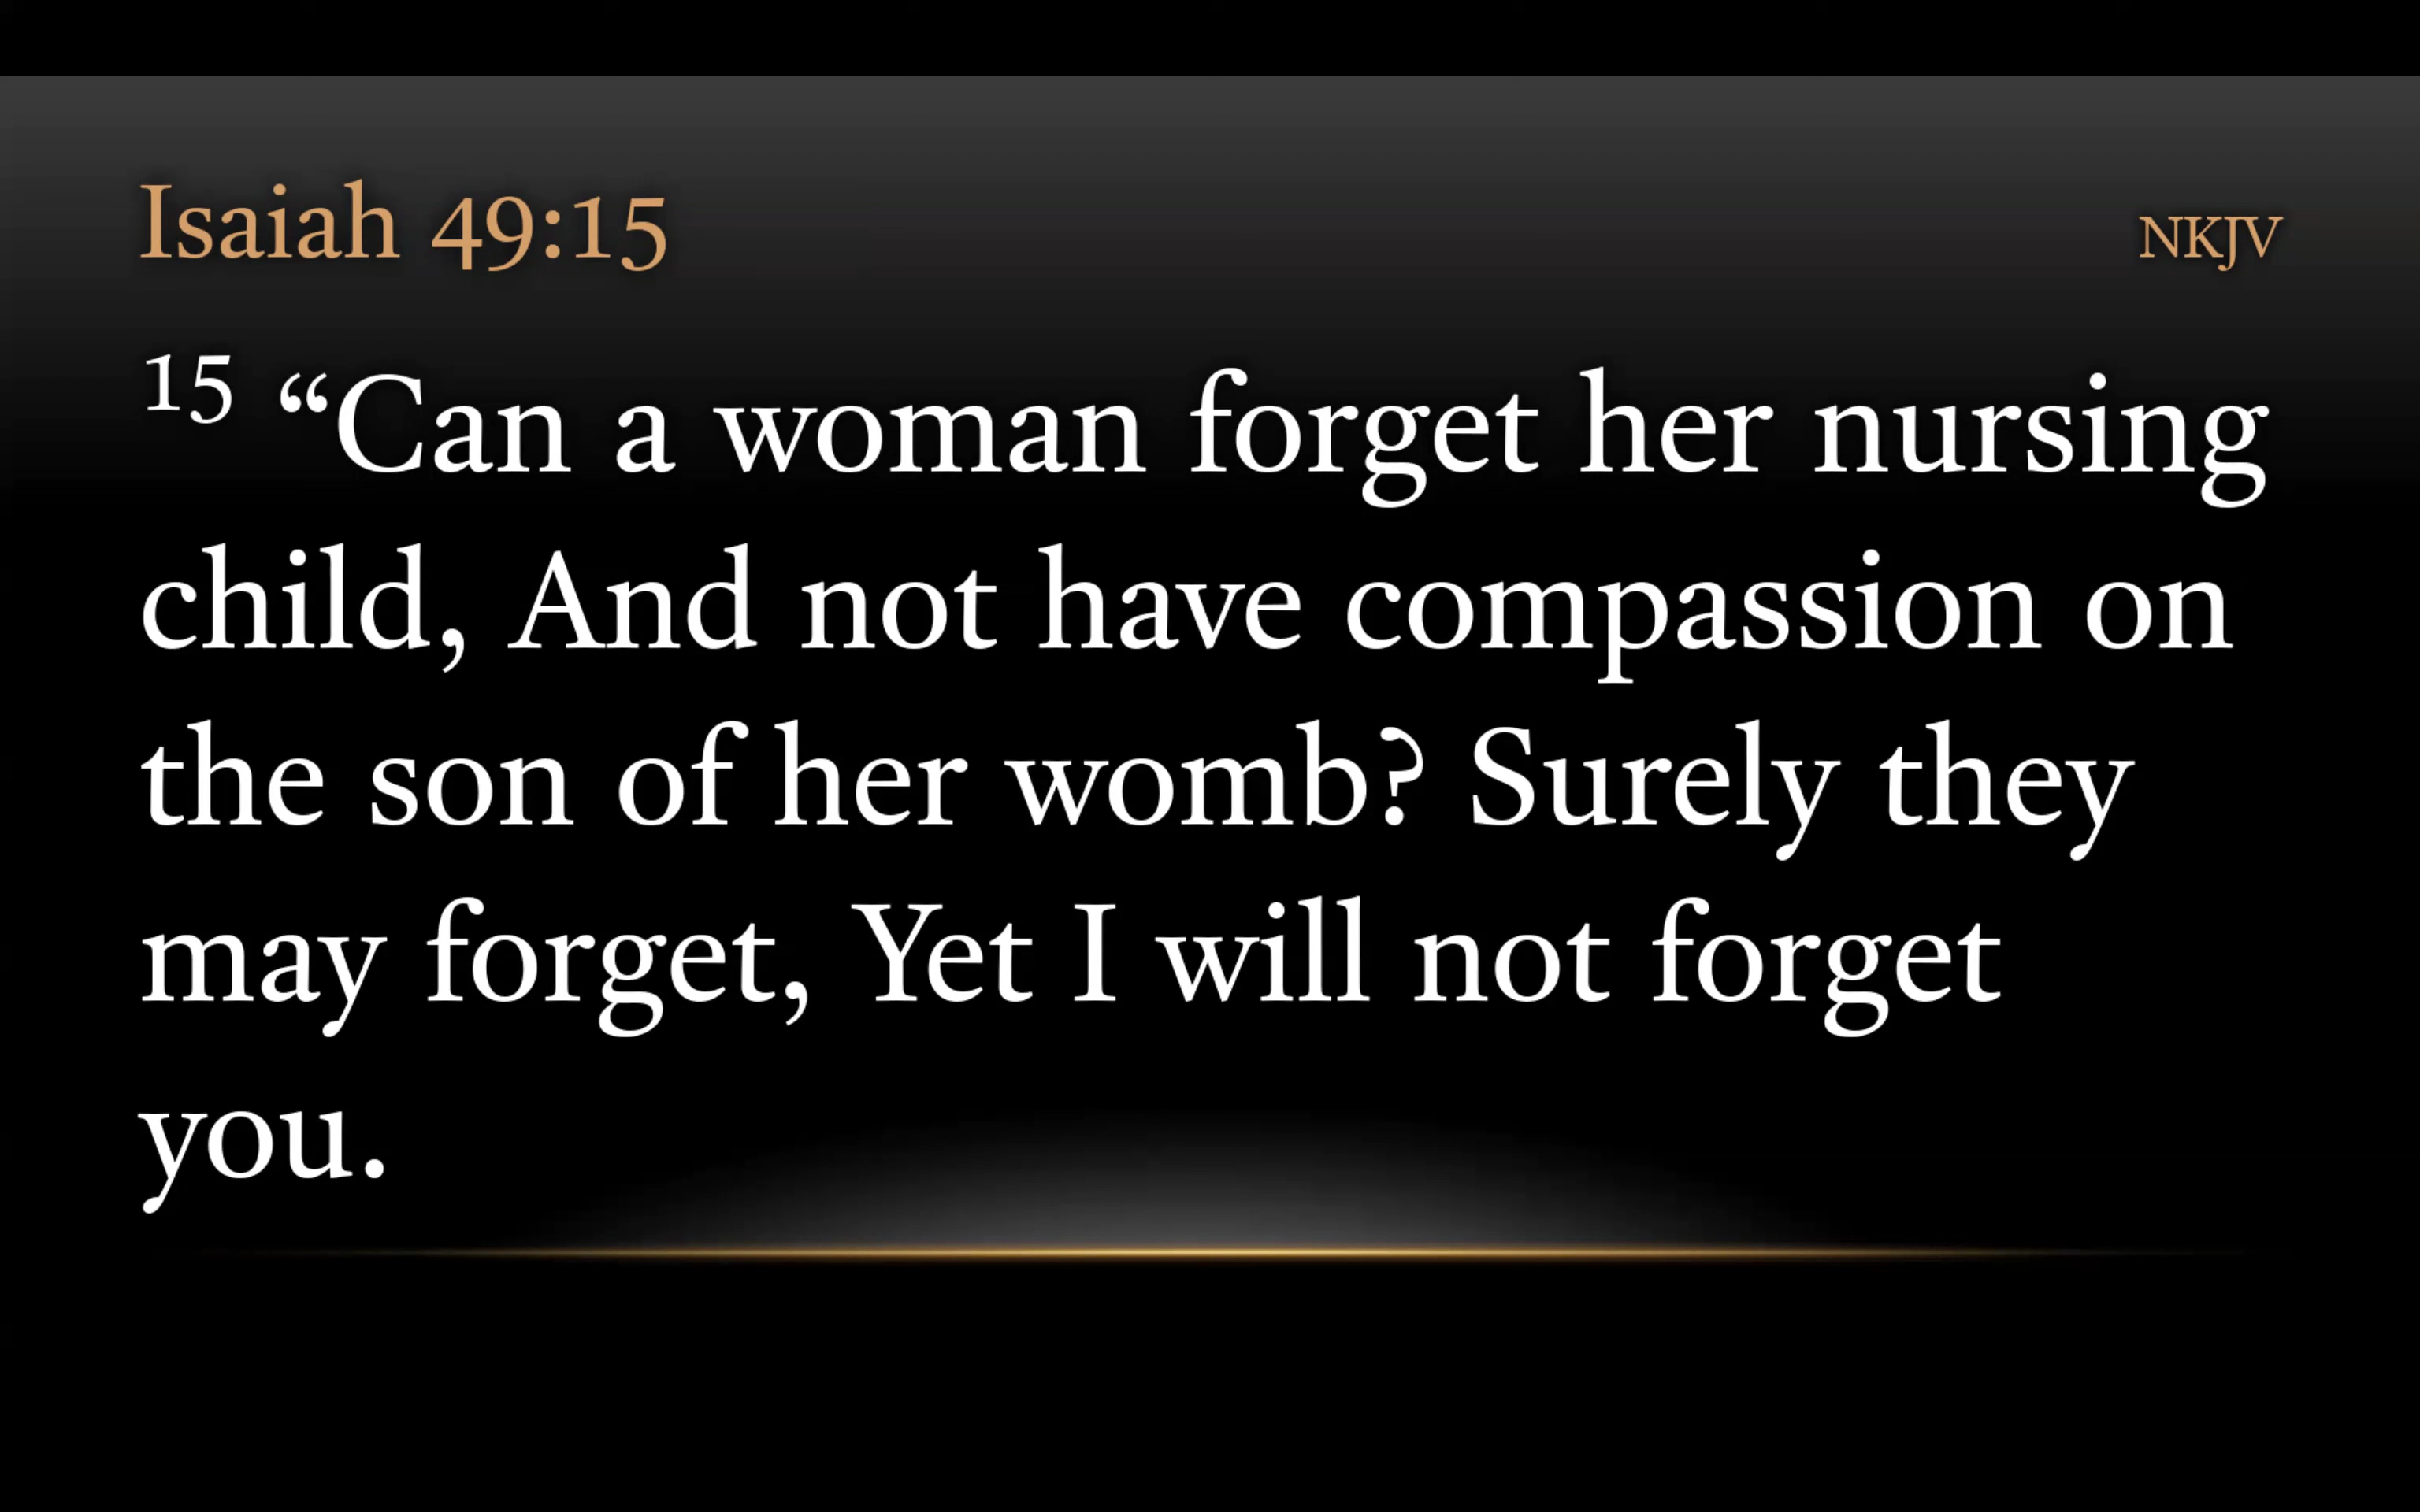 Isaiah 49:15 NKJV
15 “Can a woman forget her nursing
child, And not have compassion on
the son of her womb? Surely they
may forget, Yet I will not forget
you.